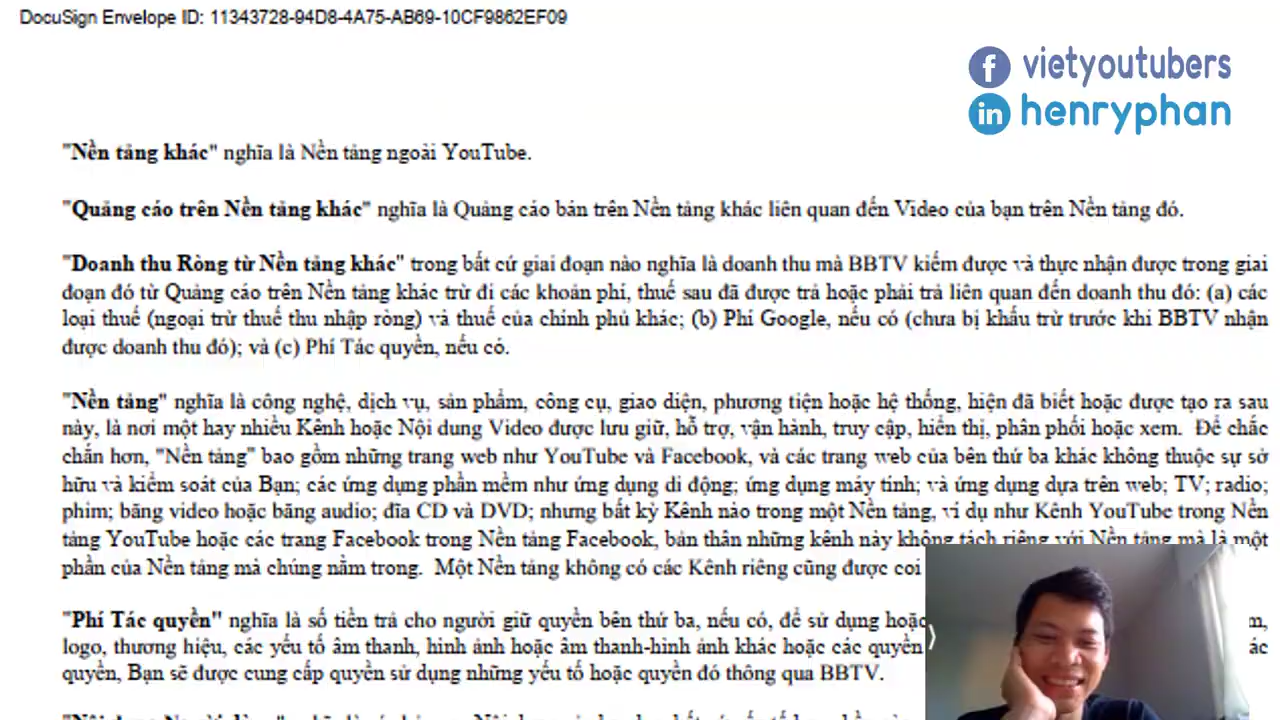 DocuSign Envelope ID: 11343728-94D8-4A75-AB69-10CF9862EF09
vietyoutubers
henryphan
"Nền tảng khác" nghĩa là Nền tảng ngoài YouTube.
"Quảng cáo trên Nền tảng khác" nghĩa là Quảng cáo bán trên Nền tảng khác liên quan đến Video của bạn trên Nền tảng đó.
"Doanh thu Ròng từ Nền tảng khác" trong bất cứ giai đoạn nào nghĩa là doanh thu mà BBTV kiếm được và thực nhận được trong giai
đoạn đó từ Quảng cáo trên Nền tảng khác trừ đi các khoản phí, thuế sau đã được trả hoặc phải trả liên quan đến doanh thu đó: (a) các
loại thuế (ngoại trừ thuế thu nhập ròng) và thuế của chính phủ khác; (b) Phí Google, nếu có (chưa bị khấu trừ trước khi BBTV nhận
được doanh thu đó); và (c) Phí Tác quyền, nếu có.
"Nền tảng" nghĩa là công nghệ, dịch vụ, sản phẩm, công cụ, giao diện, phương tiện hoặc hệ thống, hiện đã biết hoặc được tạo ra sau
này, là nơi một hay nhiều Kênh hoặc Nội dung Video được lưu giữ, hỗ trợ, vận hành, truy cập, hiển thị, phân phối hoặc xem. Để chắc
chắn hơn, "Nền tảng" bao gồm những trang web như YouTube và Facebook, và các trang web của bên thứ ba khác không thuộc sự sở
hữu và kiểm soát của Bạn; các ứng dụng phần mềm như ứng dụng di động; ứng dụng máy tính; và ứng dụng dựa trên web; TV; radio;
phim; băng video hoặc băng audio; đĩa CD và DVD; nhưng bất kỳ Kênh nào trong một Nền tảng, ví dụ như Kênh YouTube trong Nền
tảng YouTube hoặc các trang Facebook trong Nền tảng Facebook, bản thân những kênh này không tách riêng với Nền tảng mà là một
phần của Nền tảng mà chúng nằm trong. Một Nền tảng không có các Kênh riêng cũng được coi
"Phí Tác quyền" nghĩa là số tiền trả cho người giữ quyền bên thứ ba, nếu có, để sử dụng hoặc
logo, thương hiệu, các yếu tố âm thanh, hình ảnh hoặc âm thanh-hình ảnh khác hoặc các quyền
quyền, Bạn sẽ được cung cấp quyền sử dụng những yếu tố hoặc quyền đó thông qua BBTV.